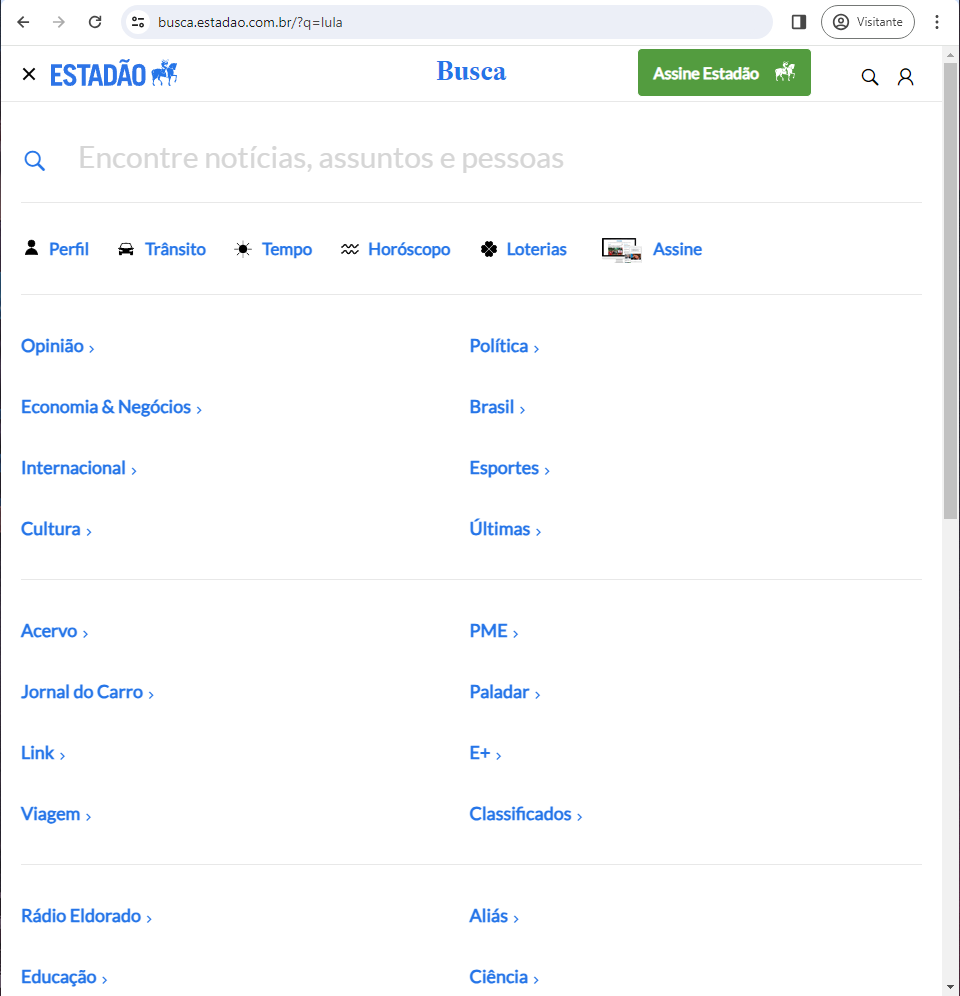 busca.estadao.com.br/?q=lula
Visitante
ESTADÃO
Busca
Assine Estadão
Encontre notícias, assuntos e pessoas
Perfil Trânsito Tempo Horóscopo Loterias Assine
Opinião › Política ›
Economia & Negócios › Brasil ›
Internacional › Esportes ›
Cultura › Últimas ›
Acervo › PME ›
Jornal do Carro › Paladar ›
Link › E+ ›
Viagem › Classificados ›
Rádio Eldorado › Aliás ›
Educação › Ciência ›